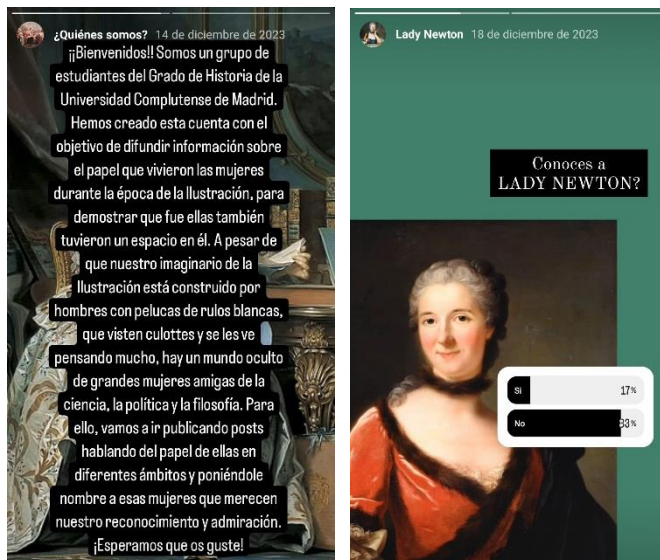 ¿Quiénes somos? 14 de diciembre de 2023
¡¡Bienvenidos!! Somos un grupo de
estudiantes del Grado de Historia de la
Universidad Complutense de Madrid.
Hemos creado esta cuenta con el
objetivo de difundir información sobre
el papel que vivieron las mujeres
durante la época de la Ilustración, para
demostrar que fue ellas también
tuvieron un espacio en él. A pesar de
que nuestro imaginario de la
Ilustración está construido por
hombres con pelucas de rulos blancas,
que visten culottes y se les ve
pensando mucho, hay un mundo oculto
de grandes mujeres amigas de la
ciencia, la política y la filosofía. Para
ello, vamos a ir publicando posts
hablando del papel de ellas en
diferentes ámbitos y poniéndole
nombre a esas mujeres que merecen
nuestro reconocimiento y admiración.
¡Esperamos que os guste!
Lady Newton 18 de diciembre de 2023
Conoces a
LADY NEWTON?
Si 17%
No 83%